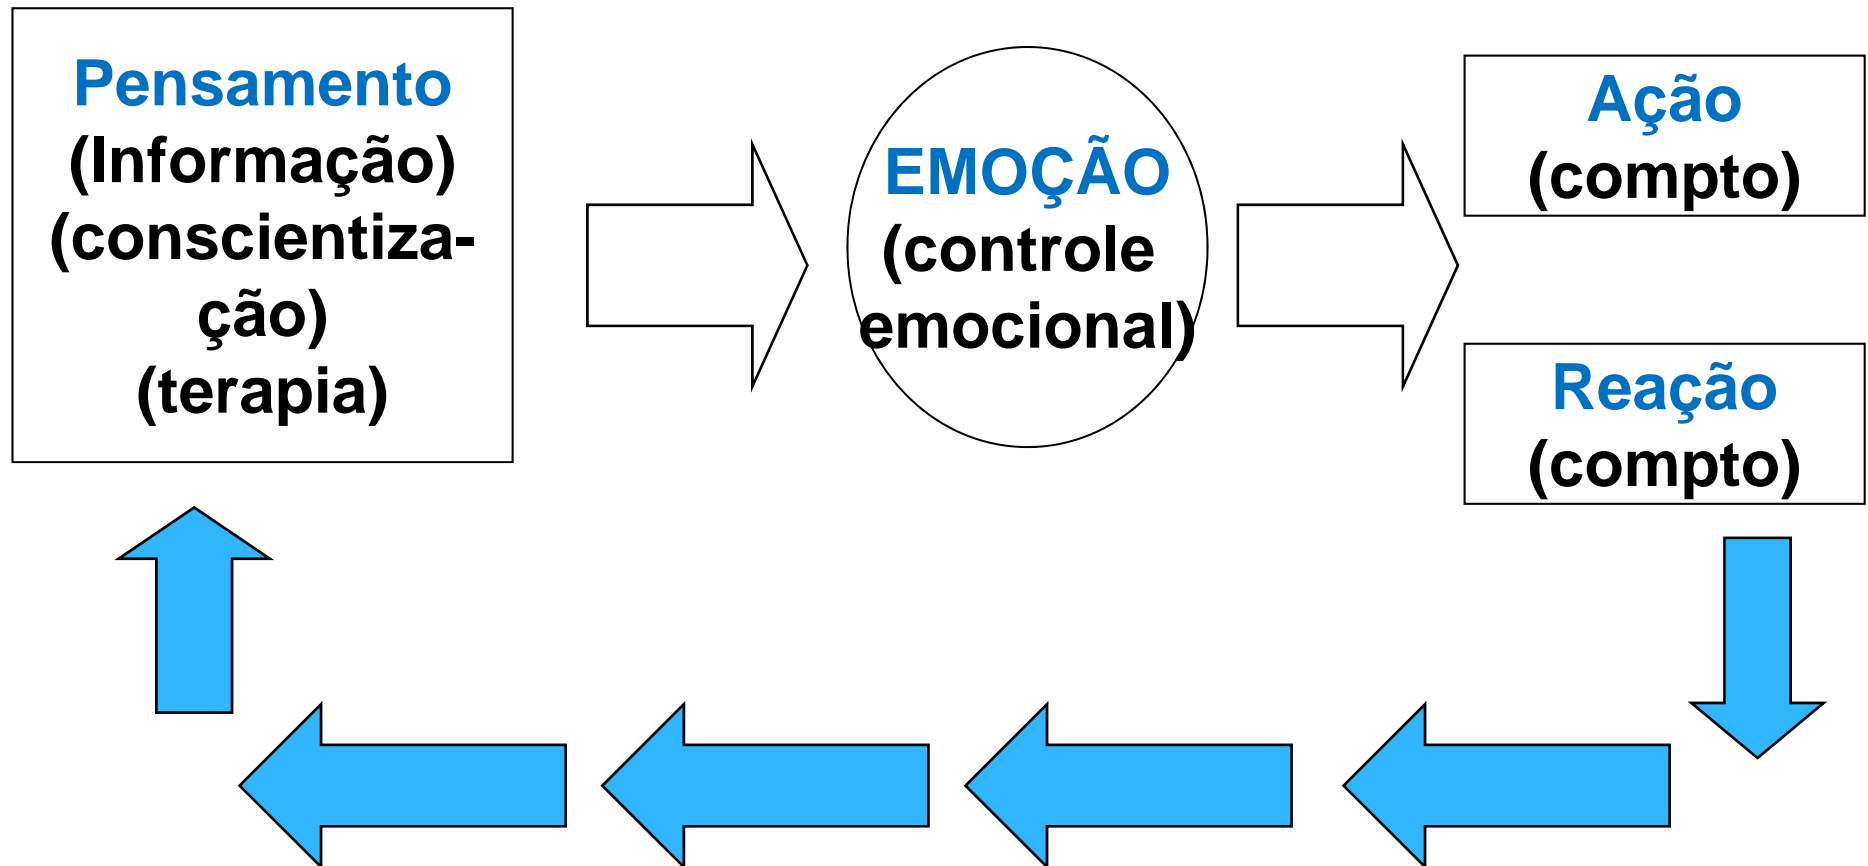 Pensamento
(Informação)
(conscientiza-
ção)
(terapia)
EMOÇÃO
(controle
emocional)
Ação
(compto)
Reação
(compto)